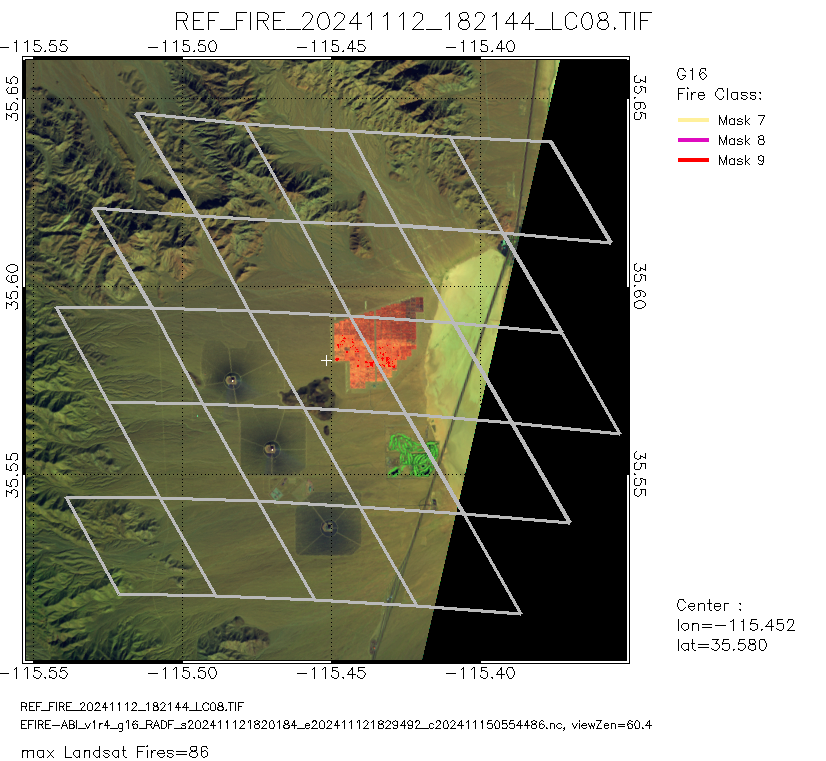 REF_FIRE_20241112_182144_LC08.TIF
-115.55 -115.50 -115.45 -115.40
35.65 35.65
35.60 35.60
35.55 35.55
-115.55 -115.50 -115.45 -115.40
G16
Fire Class:
Mask 7
Mask 8
Mask 9
Center :
lon=-115.452
lat=35.580
REF_FIRE_20241112_182144_LC08.TIF
EFIRE-ABI_v1r4_g16_RADF_s202411121820184_e202411121829492_c202411150554486.nc, viewZen=60.4
max Landsat Fires=86